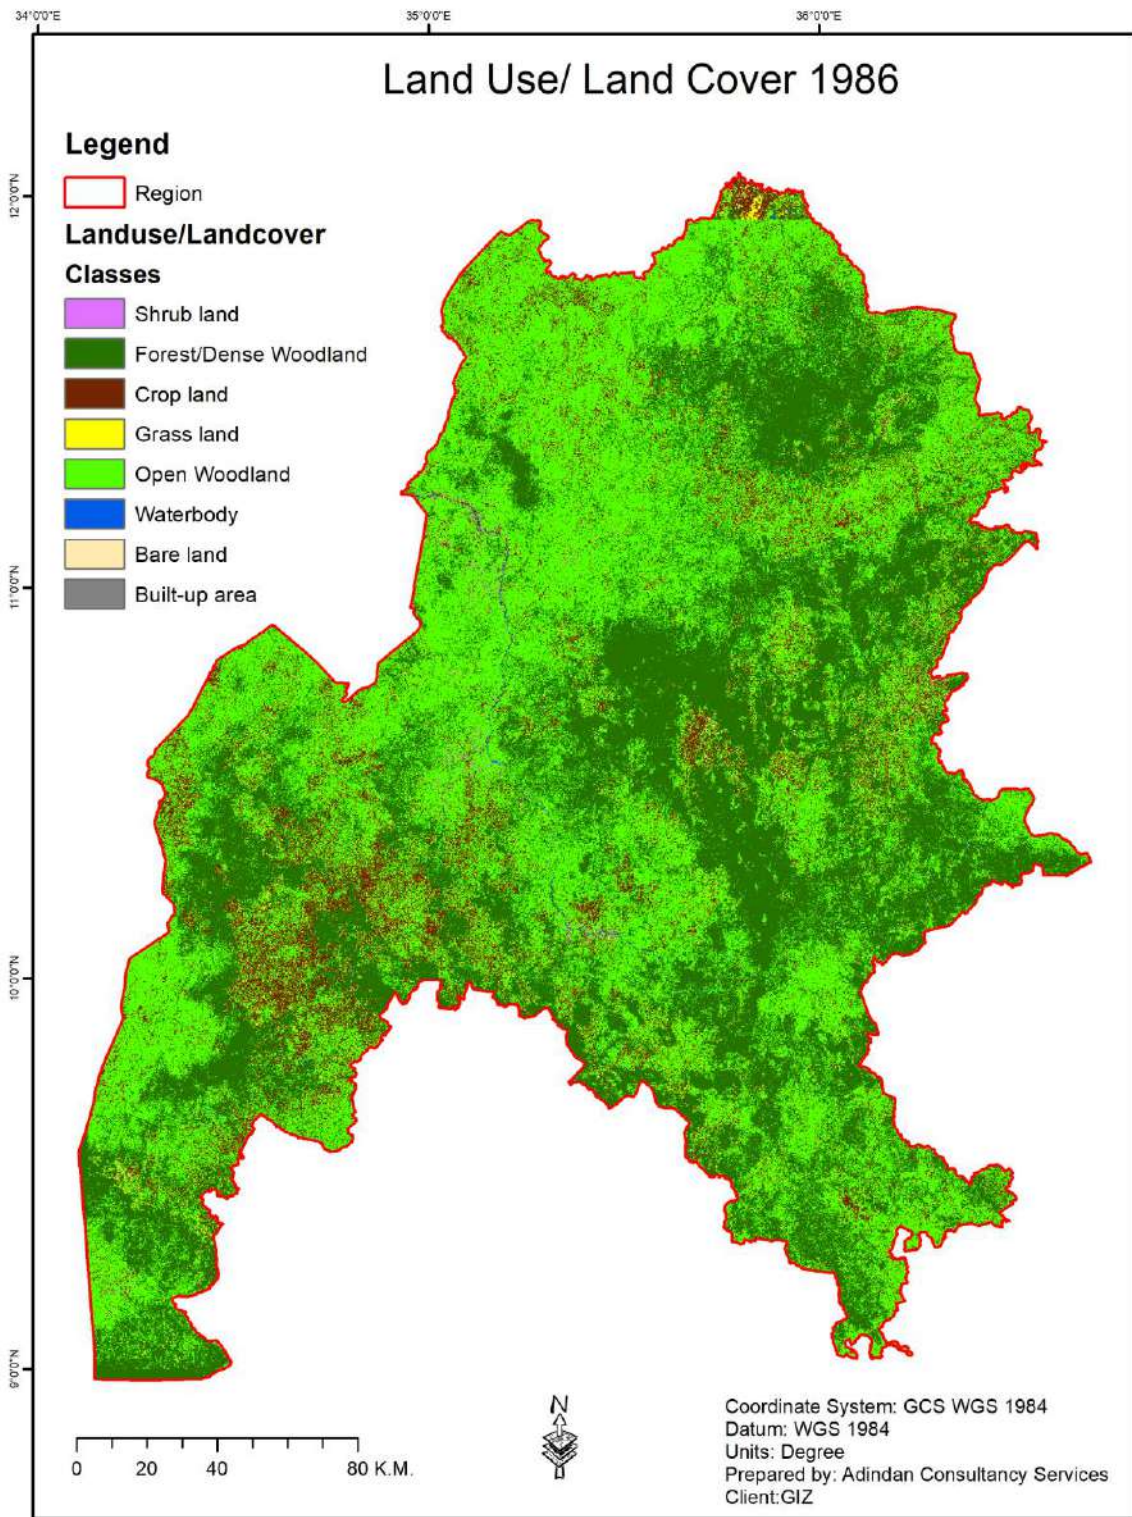 34°0'0"E 35°0'0"E 36°0'0"E
Land Use/ Land Cover 1986
Legend
Region
Landuse/Landcover
Classes
Shrub land
Forest/Dense Woodland
Crop land
Grass land
Open Woodland
Waterbody
Bare land
Built-up area
12°0'0"N
11°0'0"N
10°0'0"N
9°0'0"N
N
0 20 40 80 K.M.
Coordinate System: GCS WGS 1984
Datum: WGS 1984
Units: Degree
Prepared by: Adindan Consultancy Services
Client:GIZ